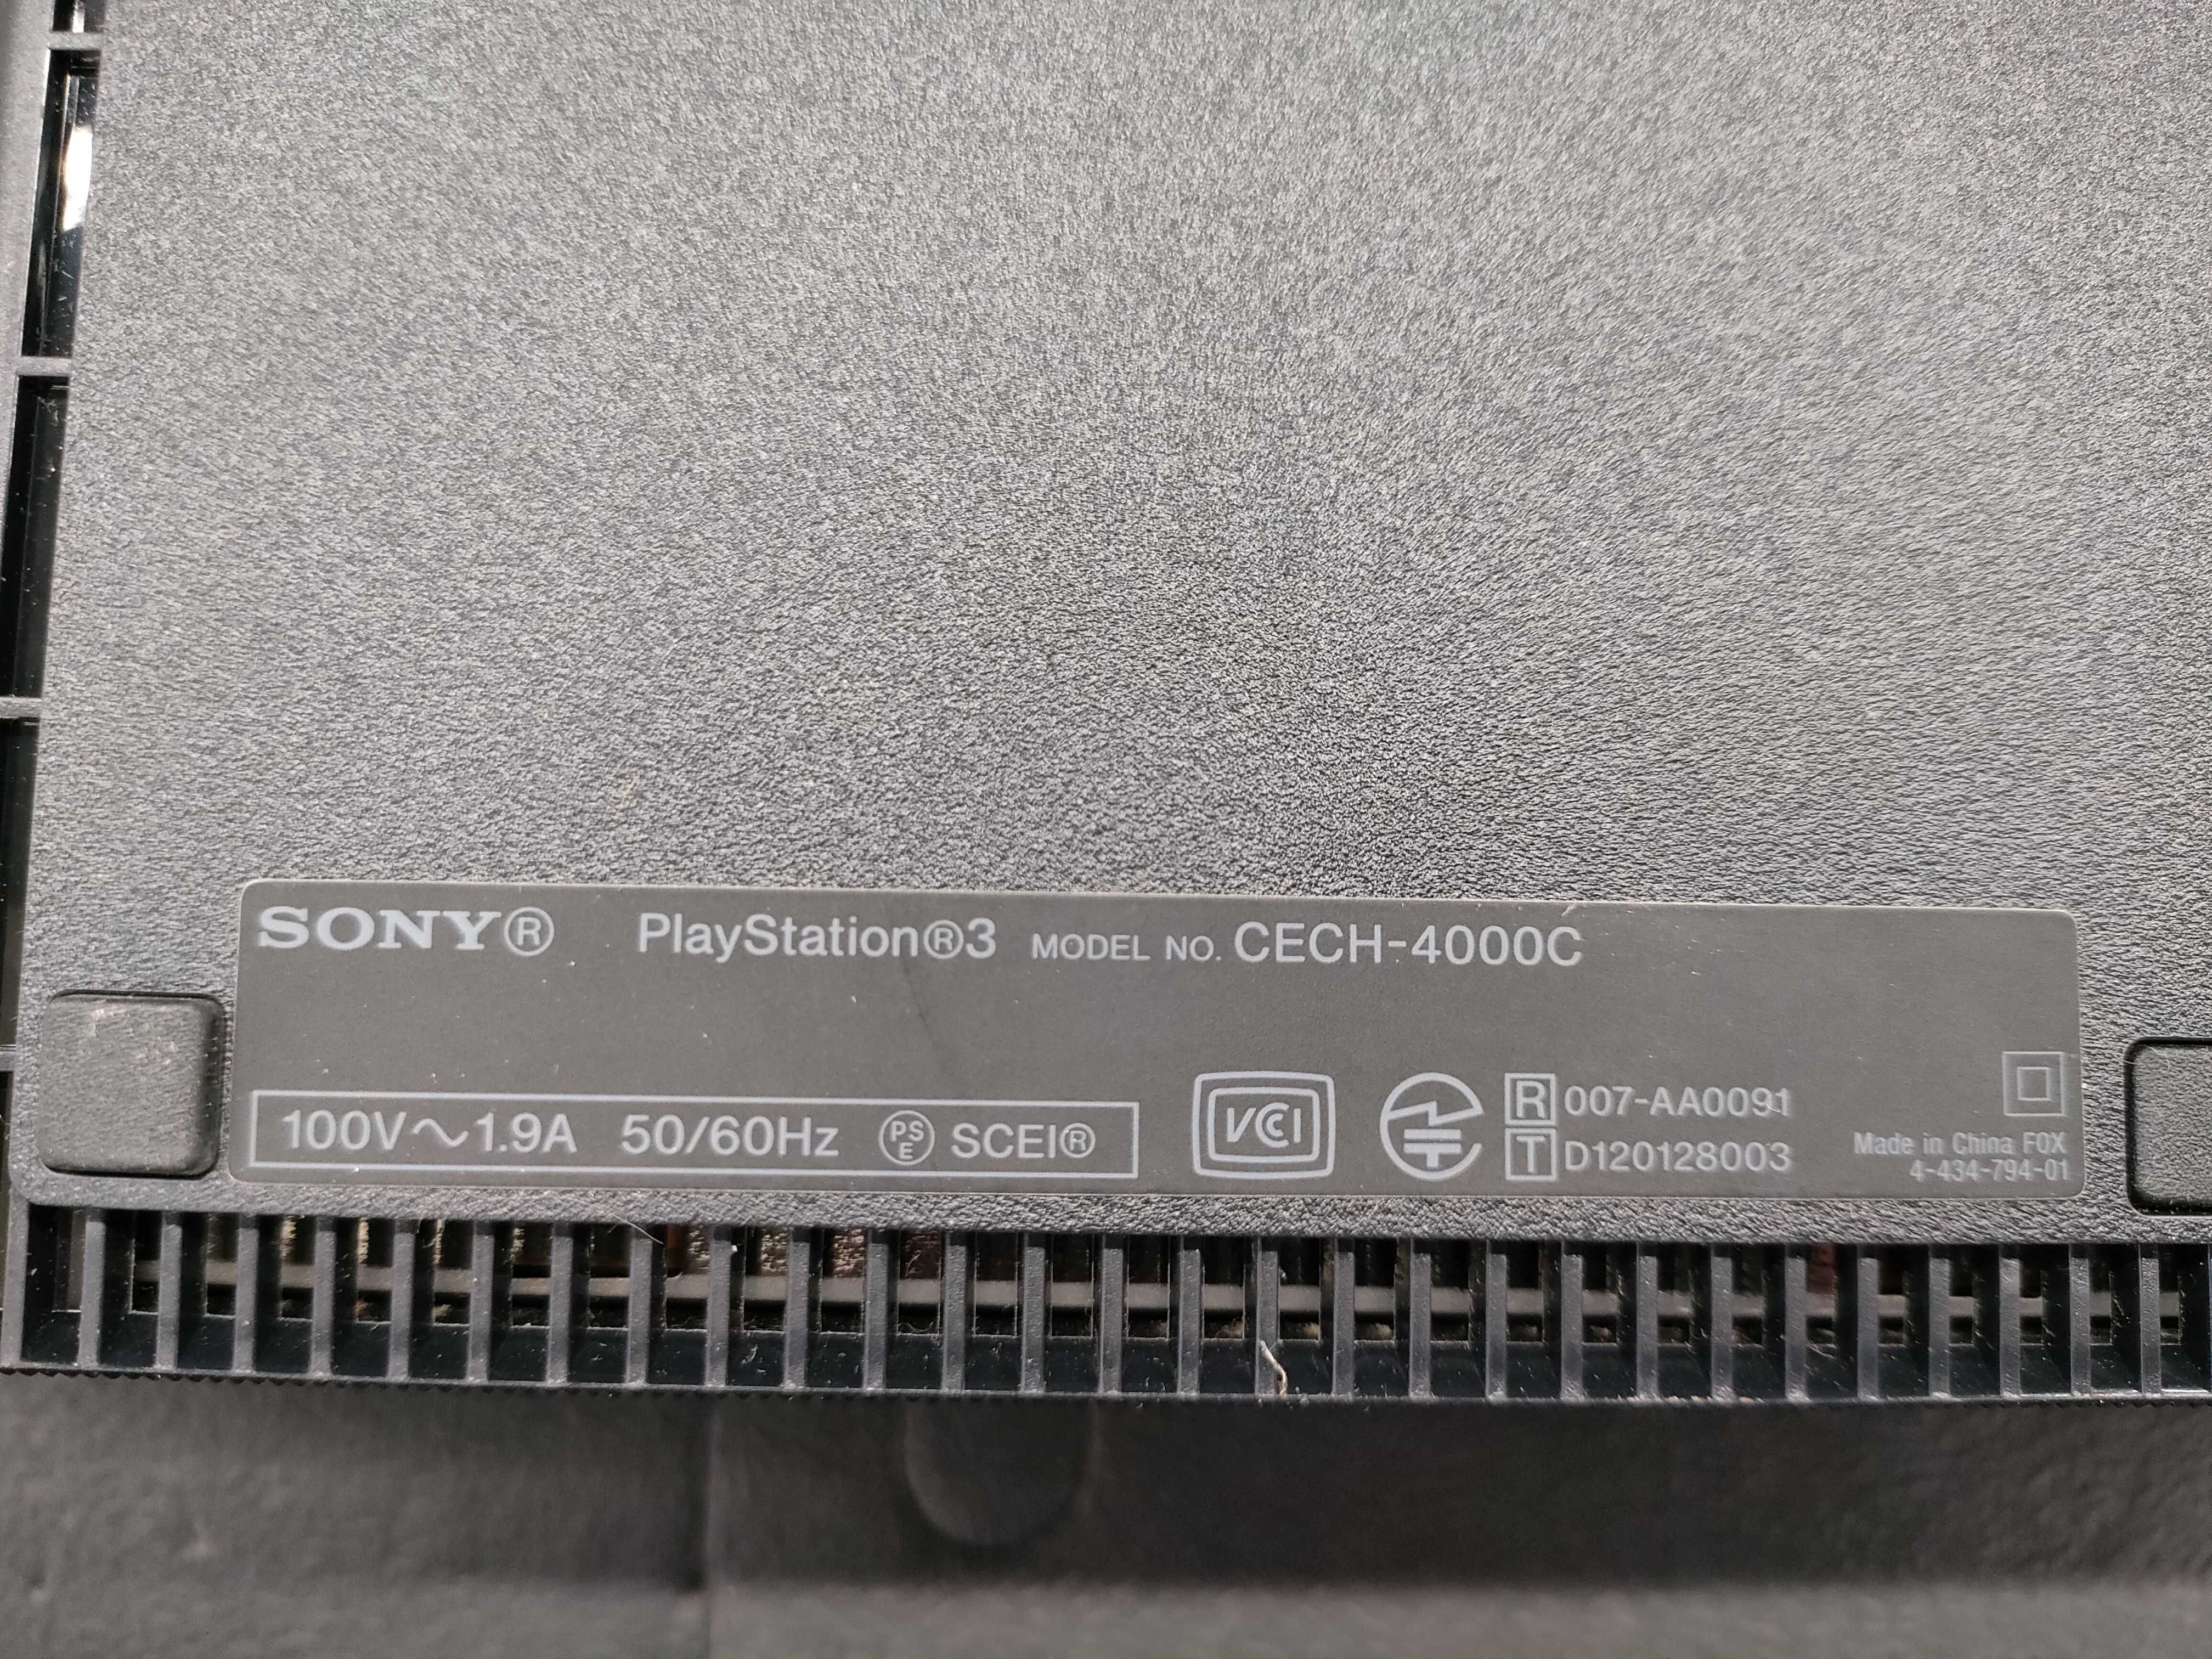 SONY® PlayStation®3 MODEL NO. CECH-4000C
100V～1.9A 50/60Hz PSE SCEI®
VCCI
R 007-AA0091
T D120128003
Made in China FOX
4-434-794-01